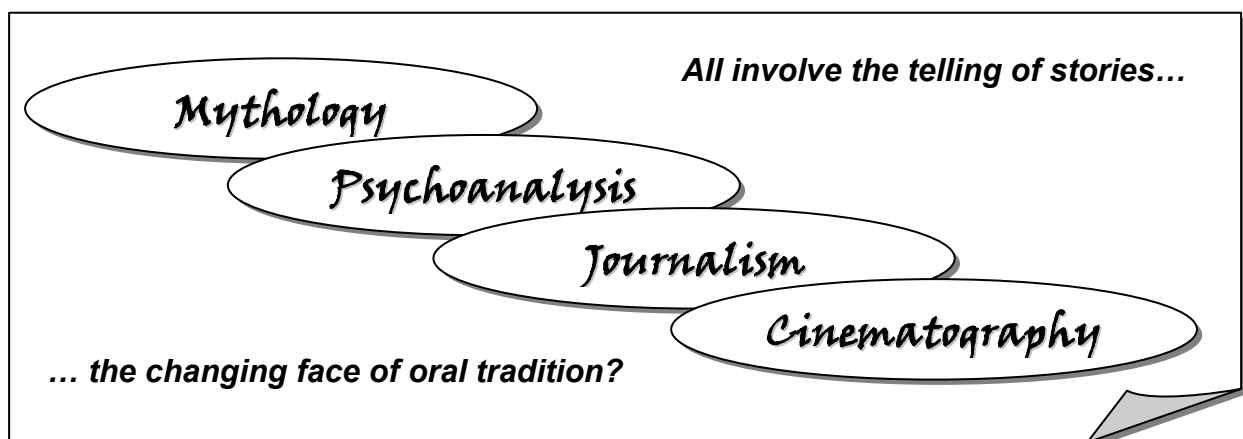 All involve the telling of stories…
Mythology
Psychoanalysis
Journalism
Cinematography
… the changing face of oral tradition?